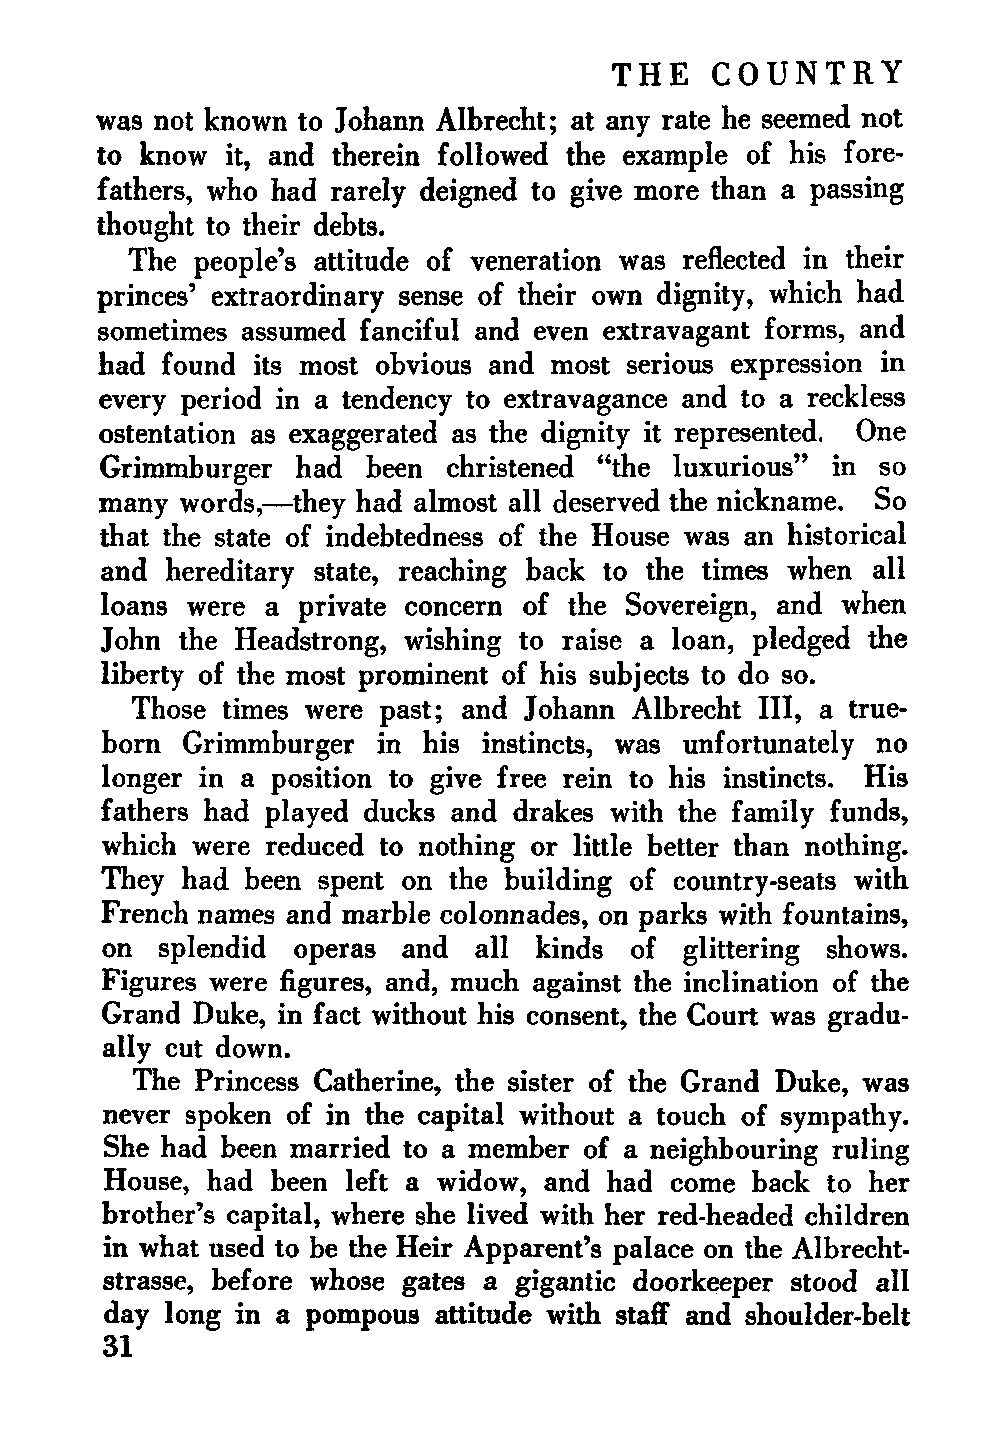 THE COUNTRY
was not known to Johann Albrecht; at any rate he seemed not
to know it, and therein followed the example of his fore-
fathers, who had rarely deigned to give more than a passing
thought to their debts.
The people's attitude of veneration was reflected in their
princes' extraordinary sense of their own dignity, which had
sometimes assumed fanciful and even extravagant forms, and
had found its most obvious and most serious expression in
every period in a tendency to extravagance and to a reckless
ostentation as exaggerated as the dignity it represented. One
Grimmburger had been christened “the luxurious” in so
many words,—they had almost all deserved the nickname. So
that the state of indebtedness of the House was an historical
and hereditary state, reaching back to the times when all
loans were a private concern of the Sovereign, and when
John the Headstrong, wishing to raise a loan, pledged the
liberty of the most prominent of his subjects to do so.
Those times were past; and Johann Albrecht III, a true-
born Grimmburger in his instincts, was unfortunately no
longer in a position to give free rein to his instincts. His
fathers had played ducks and drakes with the family funds,
which were reduced to nothing or little better than nothing.
They had been spent on the building of country-seats with
French names and marble colonnades, on parks with fountains,
on splendid operas and all kinds of glittering shows.
Figures were figures, and, much against the inclination of the
Grand Duke, in fact without his consent, the Court was gradu-
ally cut down.
The Princess Catherine, the sister of the Grand Duke, was
never spoken of in the capital without a touch of sympathy.
She had been married to a member of a neighbouring ruling
House, had been left a widow, and had come back to her
brother's capital, where she lived with her red-headed children
in what used to be the Heir Apparent's palace on the Albrecht-
strasse, before whose gates a gigantic doorkeeper stood all
day long in a pompous attitude with staff and shoulder-belt
31